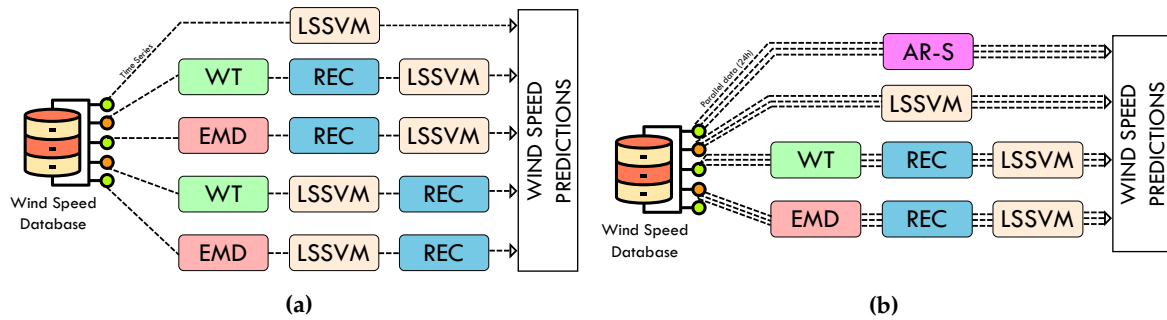 Time Series
LSSVM
WT REC LSSVM
EMD REC LSSVM
WT LSSVM REC
EMD LSSVM REC
Wind Speed
Database
WIND SPEED
PREDICTIONS
(a)
Parallel data (24h)
AR-S
LSSVM
WT REC LSSVM
EMD REC LSSVM
Wind Speed
Database
WIND SPEED
PREDICTIONS
(b)